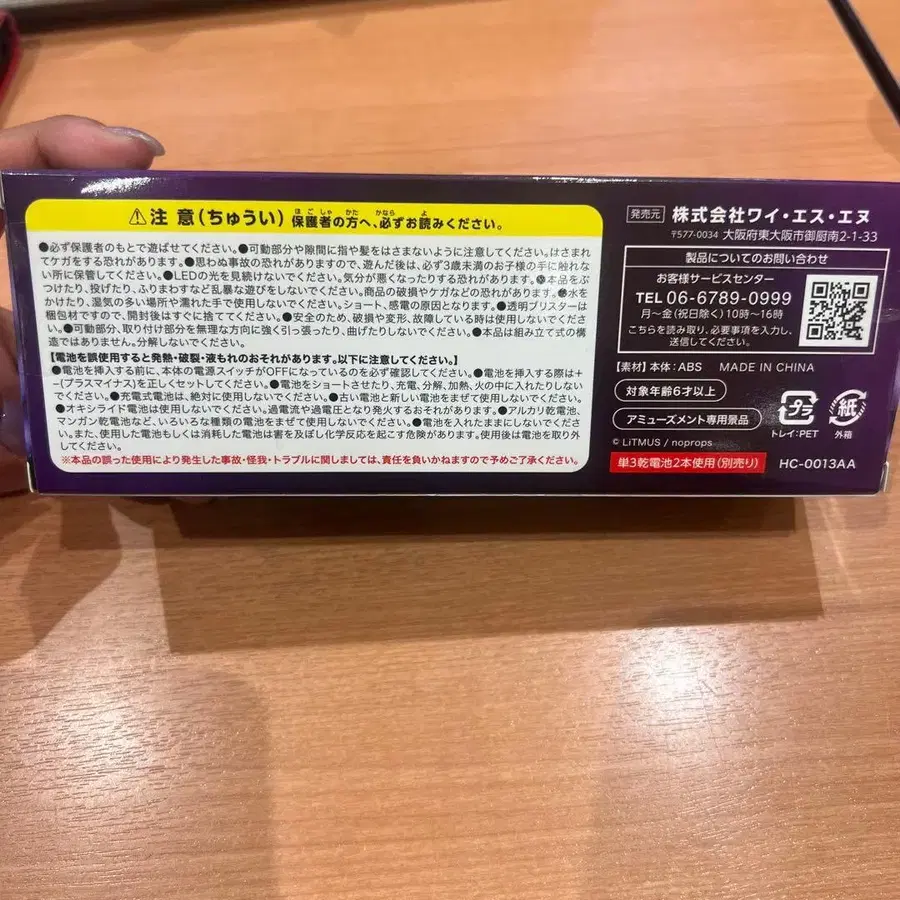 ⚠注 意(ちゅうい) 保護者の方へ、必ずお読みください。
ほ ご しゃ かた かなら よ
●必ず保護者のもとで遊ばせてください。●可動部分や隙間に指や髪をはさまないように注意してください。はさまれ
てケガをする恐れがあります。●思わぬ事故の恐れがありますので、遊んだ後は、必ず3歳未満のお子様の手に触れな
い所に保管してください。●LEDの光を見続けないでください。気分が悪くなったりする恐れがあります。●本品をぶ
つけたり、投げたり、ふりまわすなど乱暴な遊びをしないでください。商品の破損やケガなどの恐れがあります。●水を
かけたり、湿気の多い場所や濡れた手で使用しないでください。ショート、感電の原因となります。●透明ブリスターは
梱包材ですので、開封後はすぐに捨ててください。●安全のため、破損や変形、故障している時は使用しないでくださ
い。●可動部分、取り付け部分を無理な方向に強く引っ張ったり、曲げたりしないでください。●本品は組み立て式の構
造ではありません。分解しないでください。
【電池を誤使用すると発熱・破裂・液もれのおそれがあります。以下に注意してください。】
●電池を挿入する前に、本体の電源スイッチがOFFになっているのを必ず確認してください。●電池を挿入する際は+
−(プラスマイナス)を正しくセットしてください。●電池をショートさせたり、充電、分解、加熱、火の中に入れたりしない
でください。●充電式電池は、絶対に使用しないでください。●古い電池と新しい電池をまぜて使用しないでください。
●オキシライド電池は使用しないでください。過電流や過電圧となり発火するおそれがあります。●アルカリ乾電池、
マンガン乾電池など、いろいろな種類の電池をまぜて使用しないでください。●電池を入れたままにしないでくださ
い。また、使用した電池もしくは消耗した電池は害を及ぼし化学反応を起こす危険があります。使用後は電池を取り外
してください。
※本品の誤った使用により発生した事故・怪我・トラブルに関しましては、責任を負いかねますので予めご了承ください。
発売元 株式会社ワイ・エス・エヌ
〒577-0034 大阪府東大阪市御厨南2-1-33
製品についてのお問い合わせ
お客様サービスセンター
TEL 06-6789-0999
月〜金(祝日除く)10時〜16時
こちらを読み取り、必要事項を入力し、
送信してください。
【素材】本体:ABS MADE IN CHINA
対象年齢6才以上
アミューズメント専用景品
プラ
トレイ:PET
紙
外箱
© LiTMUS / noprops
単3乾電池2本使用(別売り)
HC-0013AA